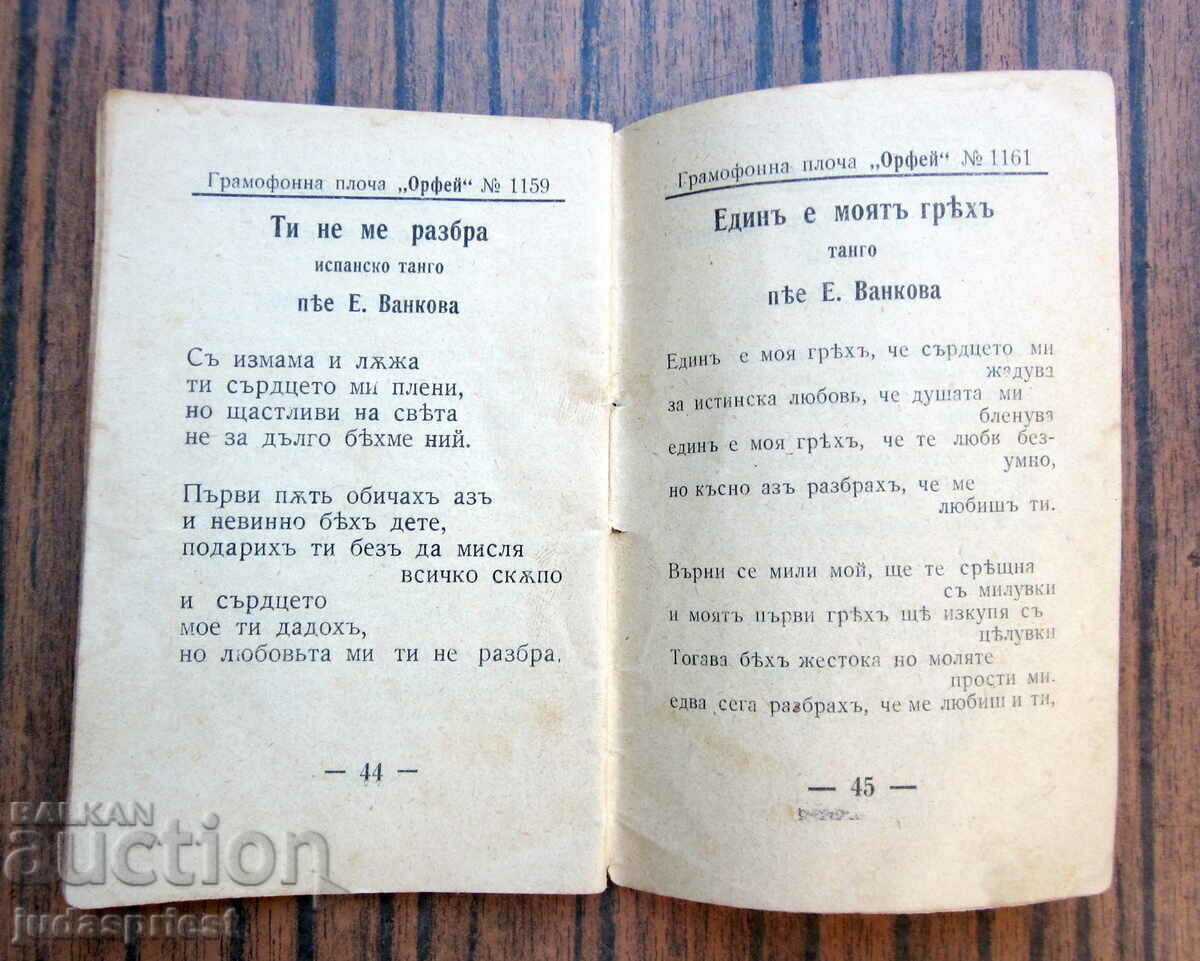 Грамофонна плоча „Орфей“ № 1159
Ти не ме разбра
испанско танго
пѣе Е. Ванкова
Съ измама и лѫжа
ти сърдцето ми плени,
но щастливи на свѣта
не за дълго бѣхме ний.
Първи пѫть обичахъ азъ
и невинно бѣхъ дете,
подарихъ ти безъ да мисля
всичко скѫпо
и сърдцето
мое ти дадохъ,
но любовьта ми ти не разбра.
— 44 —
Грамофонна плоча „Орфей“ № 1161
Единъ е моятъ грѣхъ
танго
пѣе Е. Ванкова
Единъ е моя грѣхъ, че сърдцето ми
жадува
за истинска любовь, че душата ми
бленува
единъ е моя грѣхъ, че те любя без-
умно,
но късно азъ разбрахъ, че ме
любишъ ти.
Върни се мили мой, ще те срѣщна
съ милувки
и моятъ първи грѣхъ щѣ изкупя съ
цѣлувки
Тогава бѣхъ жестока но моляте
прости ми.
едва сега разбрахъ, че ме любиш и ти,
— 45 —
BALKAN
auction
judaspriest